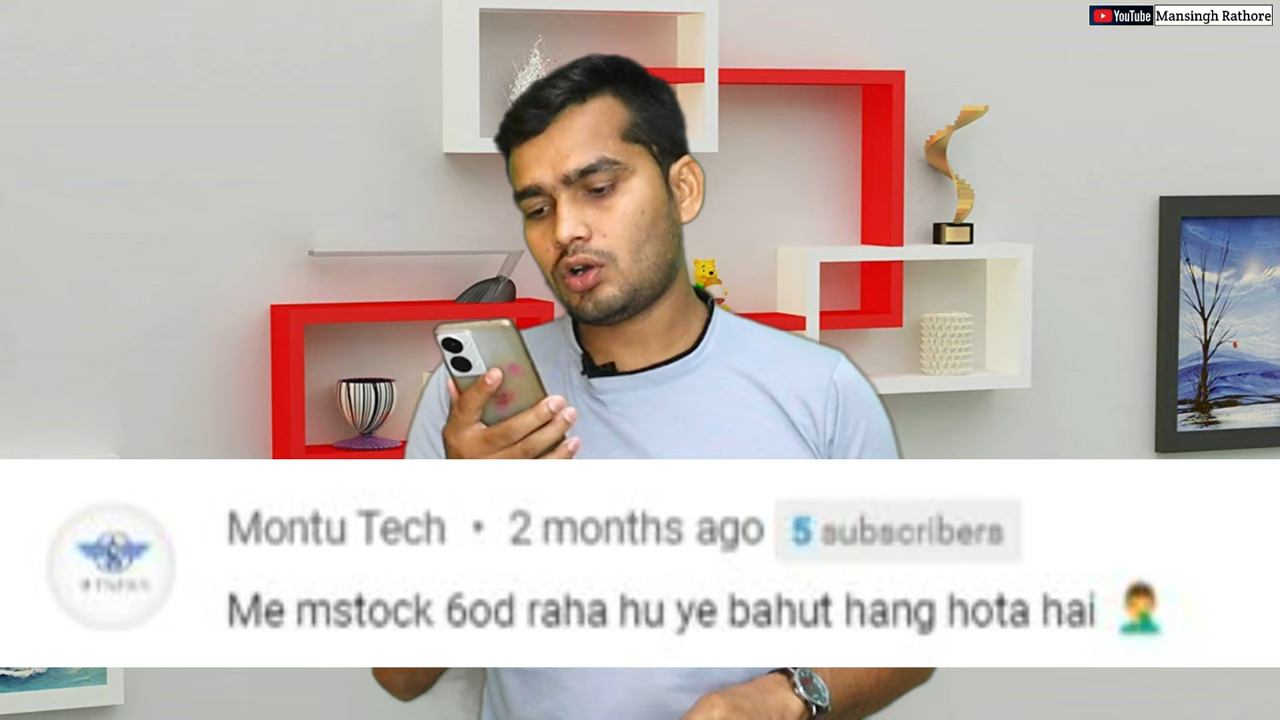 YouTube Mansingh Rathore
Montu Tech • 2 months ago 5 subscribers
Me mstock 6od raha hu ye bahut hang hota hai 🤦‍♂️